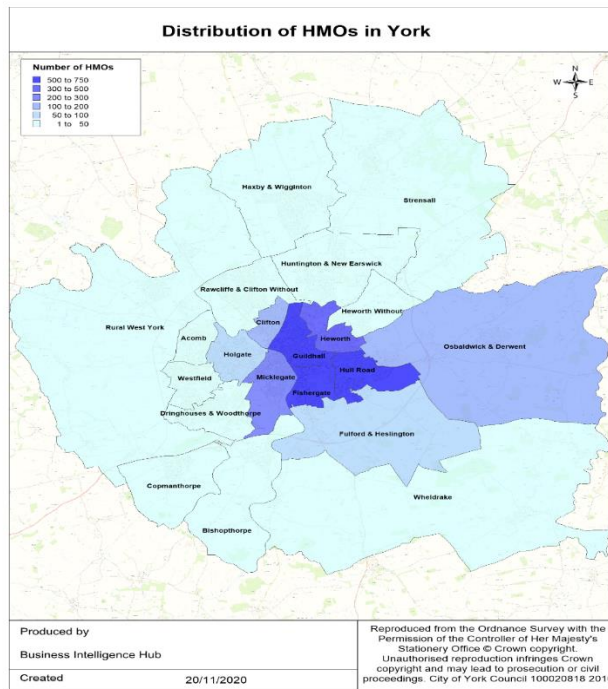 Distribution of HMOs in York
Number of HMOs
500 to 750
300 to 500
200 to 300
100 to 200
50 to 100
1 to 50
N
W E
S
Haxby & Wigginton
Strensall
Huntington & New Earswick
Rawcliffe & Clifton Without
Heworth Without
Rural West York
Clifton
Acomb
Heworth
Osbaldwick & Derwent
Holgate
Guildhall
Hull Road
Westfield
Micklegate
Fishergate
Dringhouses & Woodthorpe
Fulford & Heslington
Copmanthorpe
Wheldrake
Bishopthorpe
Produced by
Business Intelligence Hub
Created 20/11/2020
Reproduced from the Ordnance Survey with the
Permission of the Controller of Her Majesty's
Stationery Office © Crown copyright.
Unauthorised reproduction infringes Crown
copyright and may lead to prosecution or civil
proceedings. City of York Council 100020818